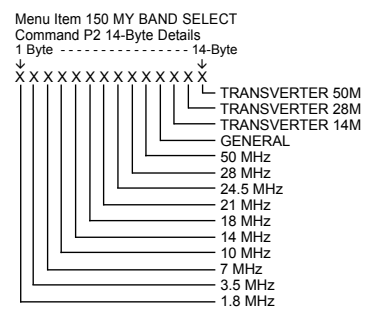 Menu Item 150 MY BAND SELECT
Command P2 14-Byte Details
1 Byte - - - - - - - - - - - - - - - - 14-Byte
X X X X X X X X X X X X X X
TRANSVERTER 50M
TRANSVERTER 28M
TRANSVERTER 14M
GENERAL
50 MHz
28 MHz
24.5 MHz
21 MHz
18 MHz
14 MHz
10 MHz
7 MHz
3.5 MHz
1.8 MHz